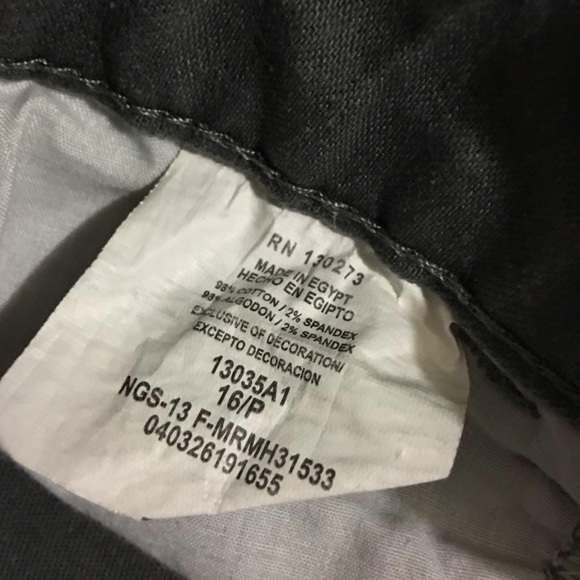 RN 130273
MADE IN EGYPT
HECHO EN EGIPTO
98% COTTON / 2% SPANDEX
98% ALGODON / 2% SPANDEX
EXCLUSIVE OF DECORATION/
EXCEPTO DECORACION
13035A1
16/P
NGS-13 F-MRMH31533
040326191655